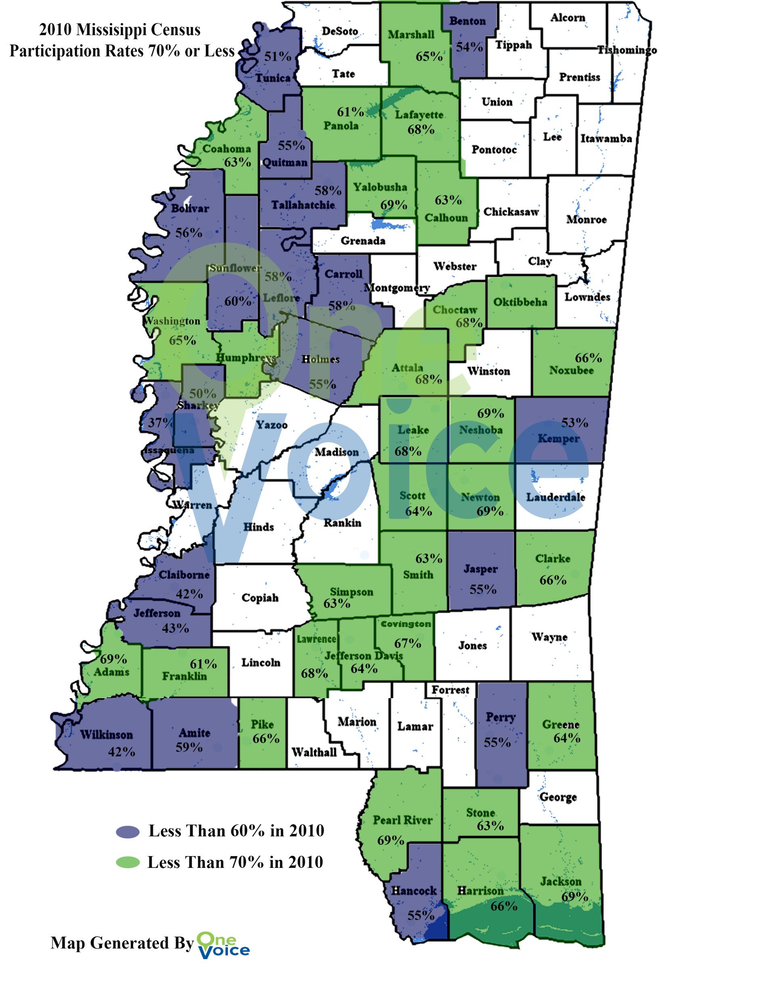 2010 Missisippi Census
Participation Rates 70% or Less
DeSoto
Marshall
65%
Benton
54%
Tippah
Alcorn
Tishomingo
51%
Tunica
Tate
Prentiss
Union
61%
Panola
Lafayette
68%
Coahoma
63%
55%
Quitman
Pontotoc
Lee
Itawamba
58%
Tallahatchie
Yalobusha
69%
63%
Calhoun
Chickasaw
Monroe
Bolivar
56%
Grenada
Sunflower
60%
58%
Leflore
Carroll
58%
Montgomery
Webster
Clay
Lowndes
Choctaw
68%
Oktibbeha
Washington
65%
Humphreys
Holmes
55%
Attala
68%
Winston
66%
Noxubee
50%
Sharkey
37%
Issaquena
Yazoo
Madison
Leake
68%
69%
Neshoba
53%
Kemper
One
Voice
Warren
Hinds
Rankin
Scott
64%
Newton
69%
Lauderdale
Claiborne
42%
Copiah
Simpson
63%
63%
Smith
Jasper
55%
Clarke
66%
Jefferson
43%
69%
Adams
61%
Franklin
Lincoln
Lawrence
68%
Jefferson Davis
64%
Covington
67%
Jones
Wayne
Wilkinson
42%
Amite
59%
Pike
66%
Walthall
Marion
Lamar
Forrest
Perry
55%
Greene
64%
George
Pearl River
69%
Stone
63%
Hancock
55%
Harrison
66%
Jackson
69%
Less Than 60% in 2010
Less Than 70% in 2010
Map Generated By One
Voice